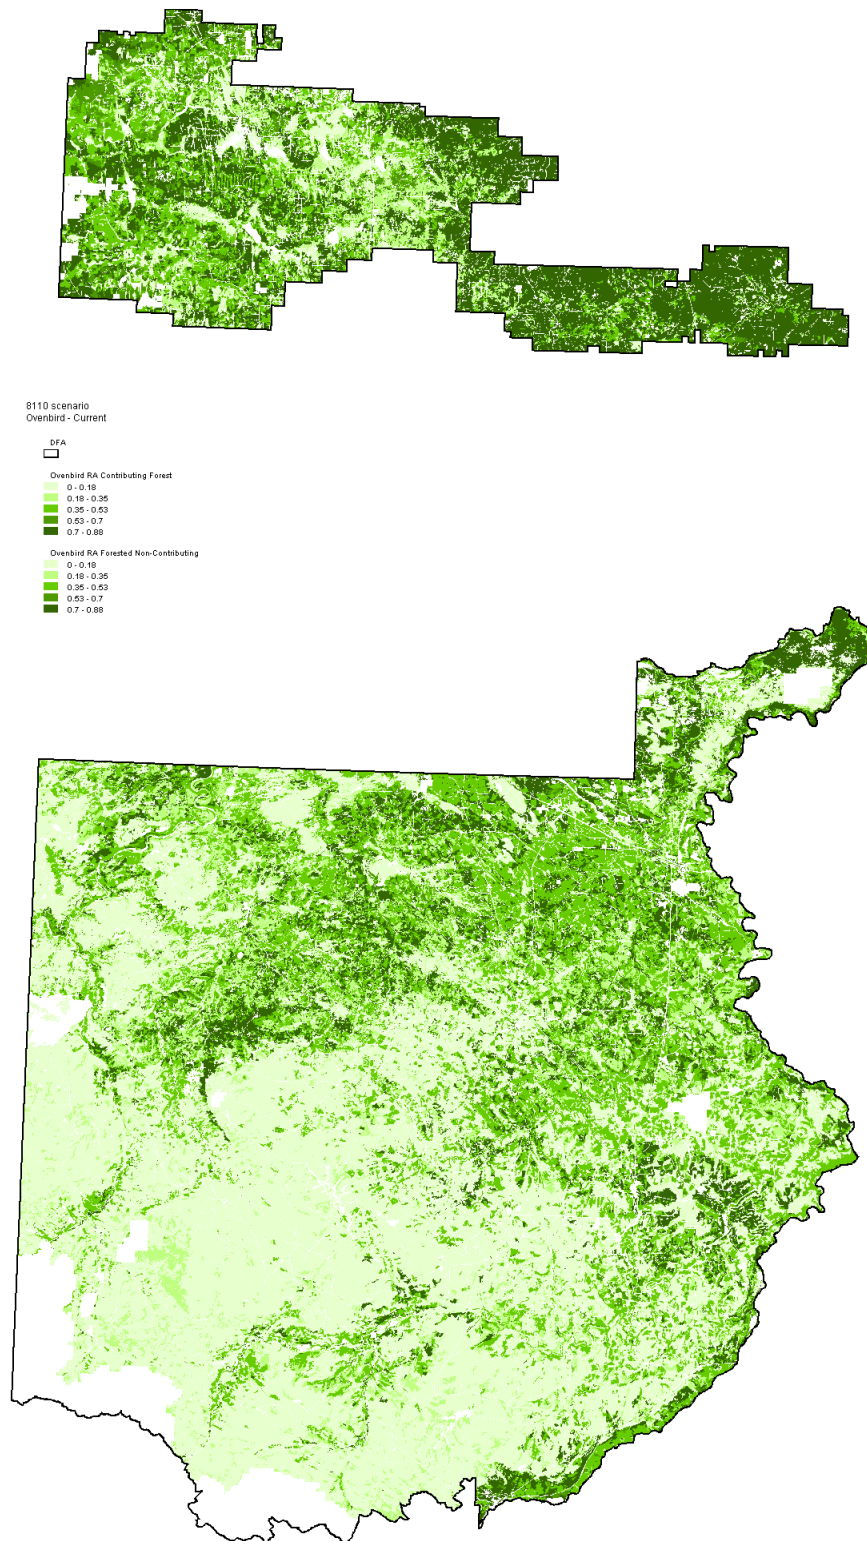 8110 scenario
Ovenbird - Current
DFA
Ovenbird RA Contributing Forest
0 - 0.18
0.18 - 0.35
0.35 - 0.53
0.53 - 0.7
0.7 - 0.88
Ovenbird RA Forested Non-Contributing
0 - 0.18
0.18 - 0.35
0.35 - 0.53
0.53 - 0.7
0.7 - 0.88